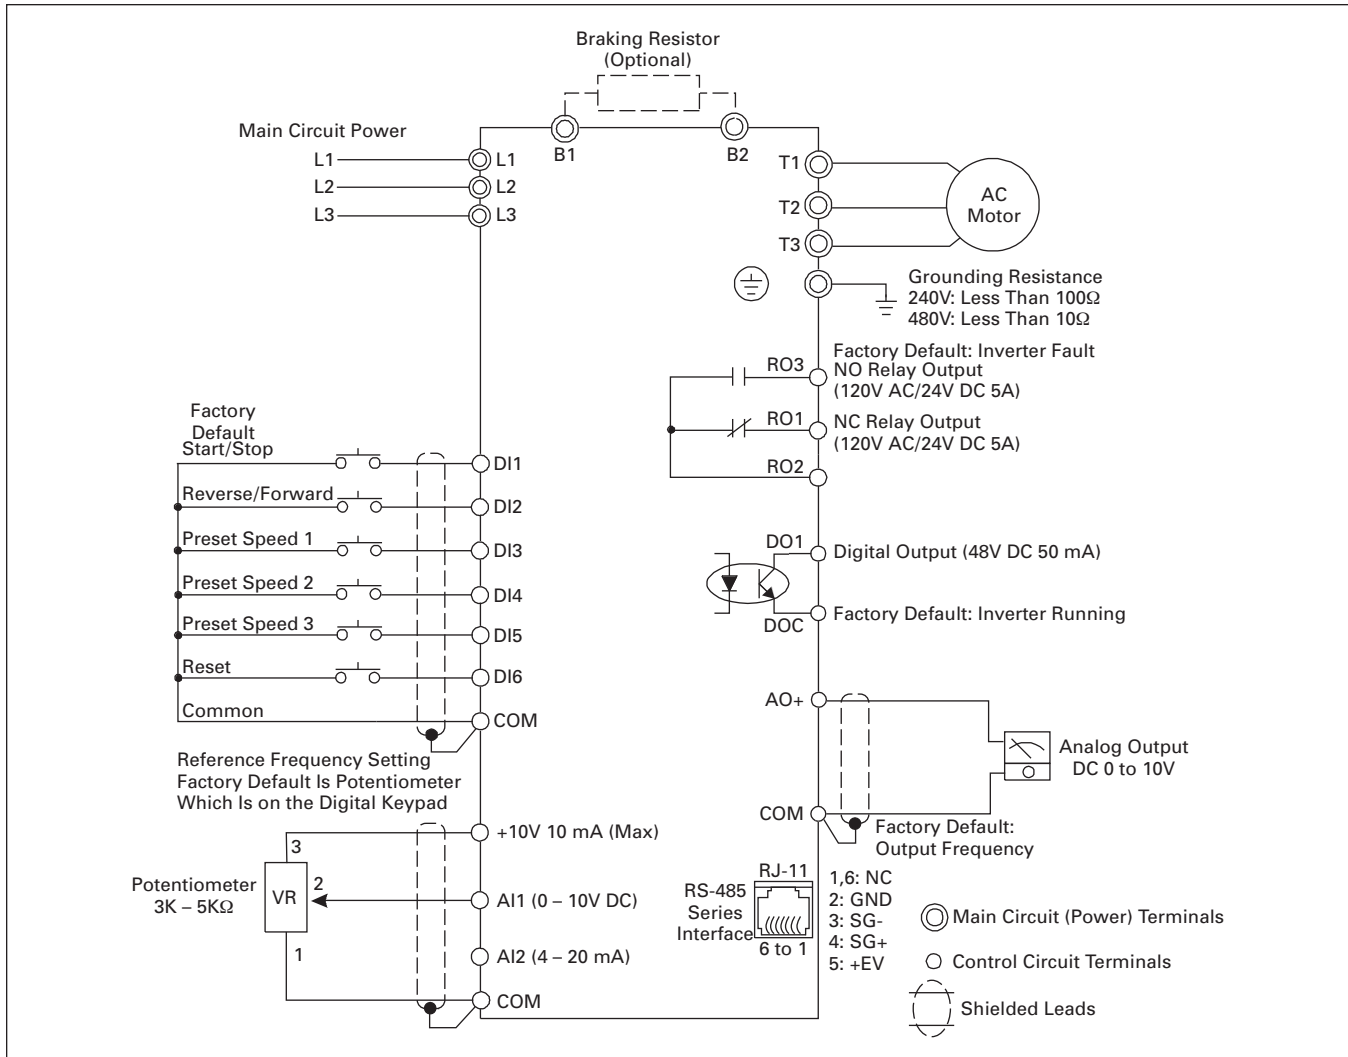 Braking Resistor
(Optional)
Main Circuit Power
B1
B2
L1
L1
L2
L2
L3
L3
T1
T2
T3
AC
Motor
Grounding Resistance
240V: Less Than 100Ω
480V: Less Than 10Ω
Factory Default: Inverter Fault
RO3
NO Relay Output
(120V AC/24V DC 5A)
RO1
NC Relay Output
(120V AC/24V DC 5A)
RO2
Factory
Default
Start/Stop
DI1
Reverse/Forward
DI2
Preset Speed 1
DI3
Preset Speed 2
DI4
Preset Speed 3
DI5
Reset
DI6
Common
COM
DO1
Digital Output (48V DC 50 mA)
DOC
Factory Default: Inverter Running
AO+
Analog Output
DC 0 to 10V
COM
Factory Default:
Output Frequency
Reference Frequency Setting
Factory Default Is Potentiometer
Which Is on the Digital Keypad
+10V 10 mA (Max)
3
Potentiometer
3K – 5KΩ
VR
2
AI1 (0 – 10V DC)
1
AI2 (4 – 20 mA)
COM
RJ-11
RS-485
Series
Interface
6 to 1
1,6: NC
2: GND
3: SG-
4: SG+
5: +EV
Main Circuit (Power) Terminals
Control Circuit Terminals
Shielded Leads